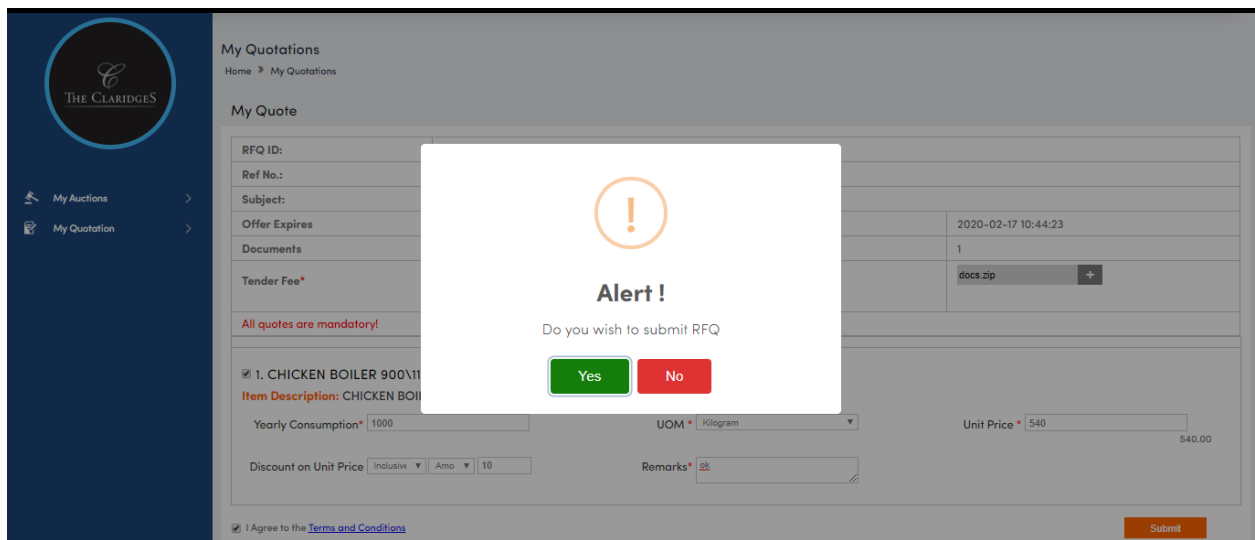 C
THE CLARIDGES
My Auctions
My Quotation
My Quotations
Home » My Quotations
My Quote
RFQ ID:
Ref No.:
Subject:
Offer Expires 2020-02-17 10:44:23
Documents 1
Tender Fee* docs.zip +
All quotes are mandatory!
!
Alert !
Do you wish to submit RFQ
Yes No
1. CHICKEN BOILER 900\11
Item Description: CHICKEN BOIL
Yearly Consumption* 1000 UOM * Kilogram Unit Price * 540
540.00
Discount on Unit Price Inclusive Amo 10 Remarks* ok
I Agree to the Terms and Conditions Submit